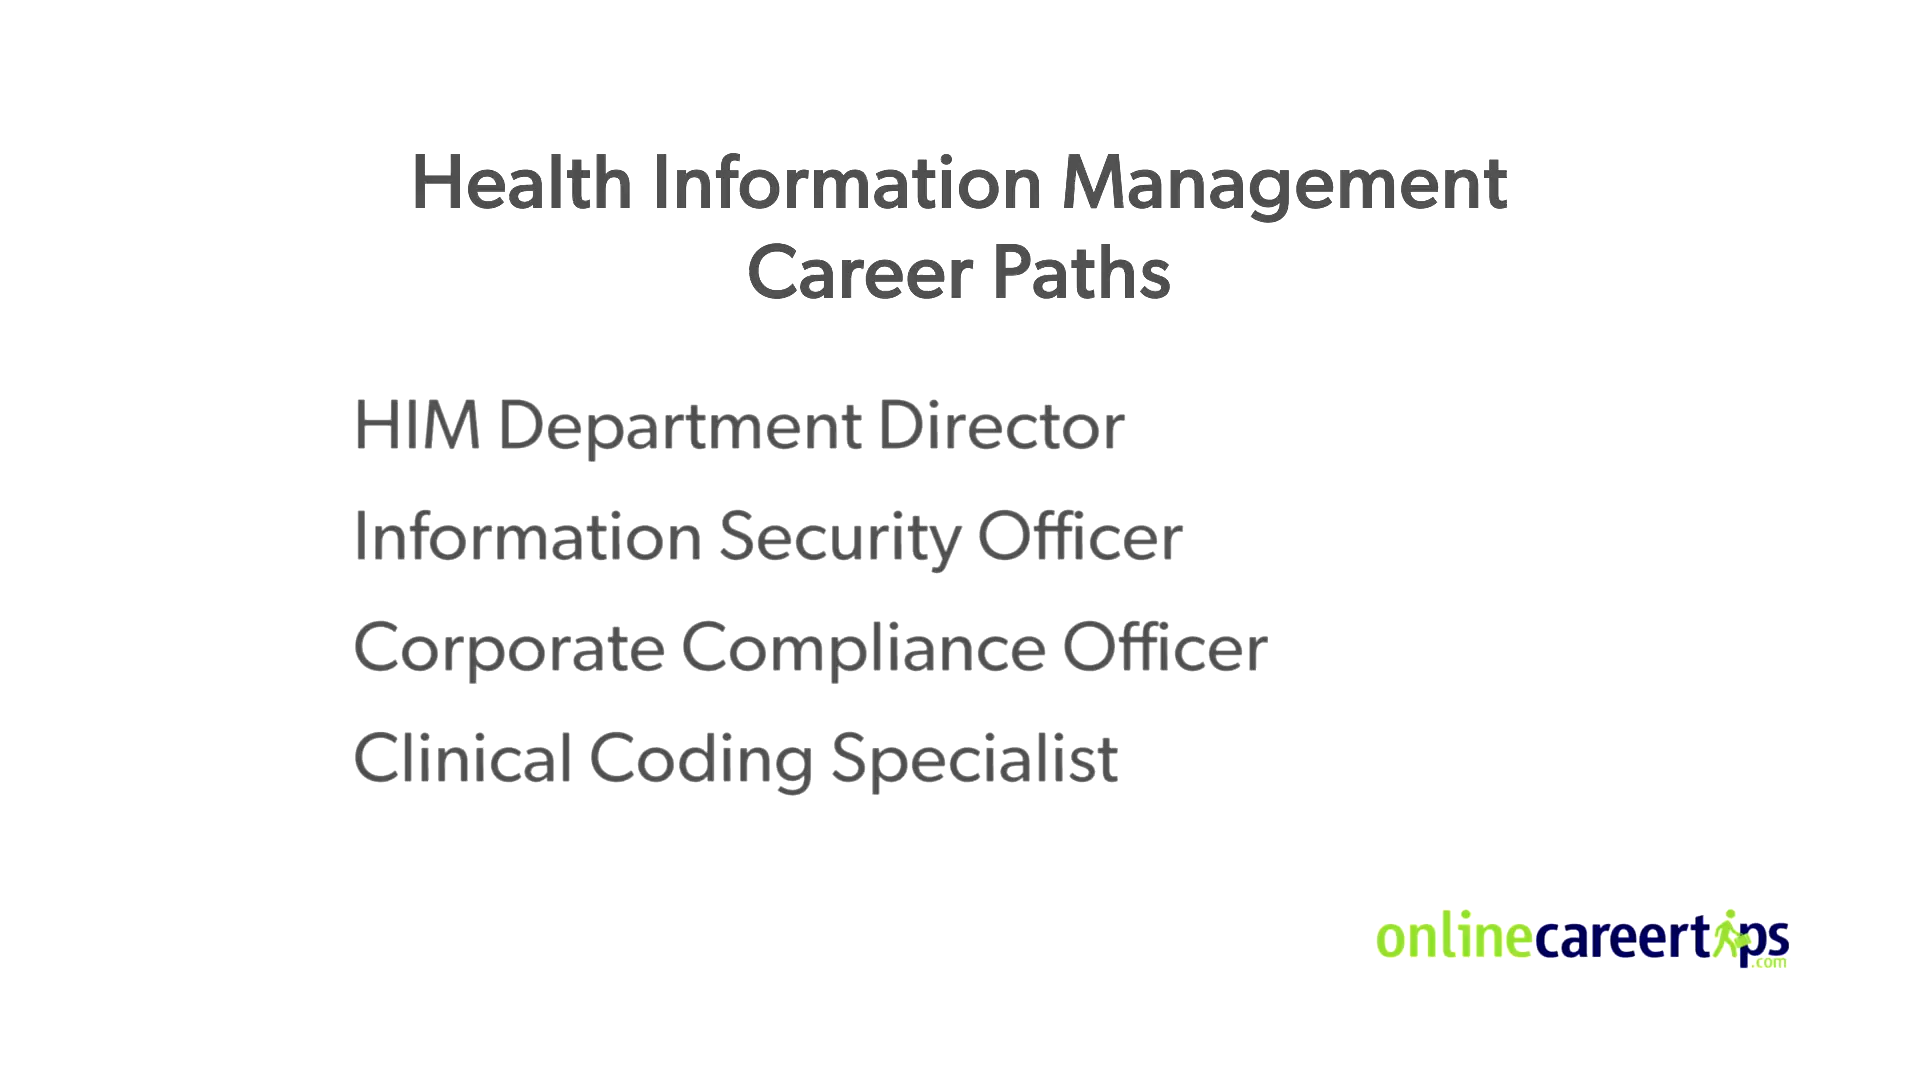 Health Information Management
Career Paths
HIM Department Director
Information Security Officer
Corporate Compliance Officer
Clinical Coding Specialist
onlinecareertips
.com